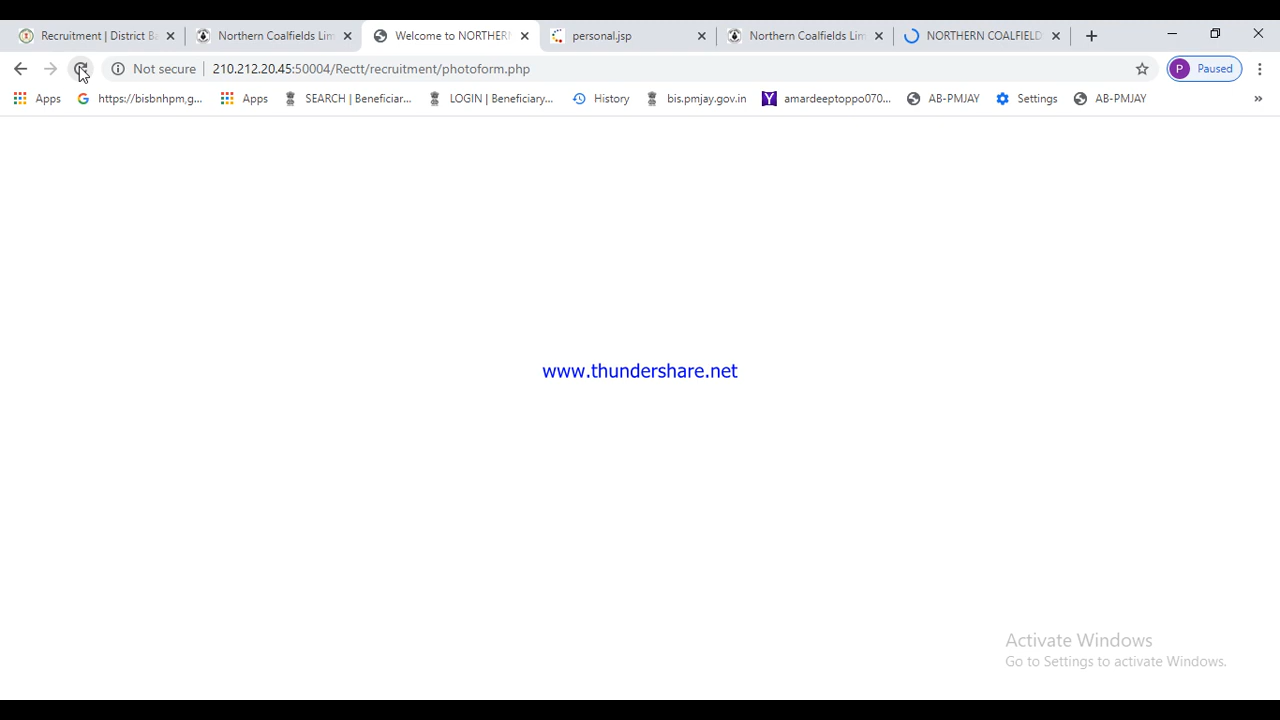 Recruitment | District Ba
Northern Coalfields Lim
Welcome to NORTHERN
personal.jsp
Northern Coalfields Lim
NORTHERN COALFIELD
Not secure
210.212.20.45:50004/Rectt/recruitment/photoform.php
P
Paused
Apps
G
https://bisbnhpm,g...
Apps
SEARCH | Beneficiar...
LOGIN | Beneficiary...
History
bis.pmjay.gov.in
Y
amardeeptoppo070...
AB-PMJAY
Settings
AB-PMJAY
»
www.thundershare.net
Activate Windows
Go to Settings to activate Windows.